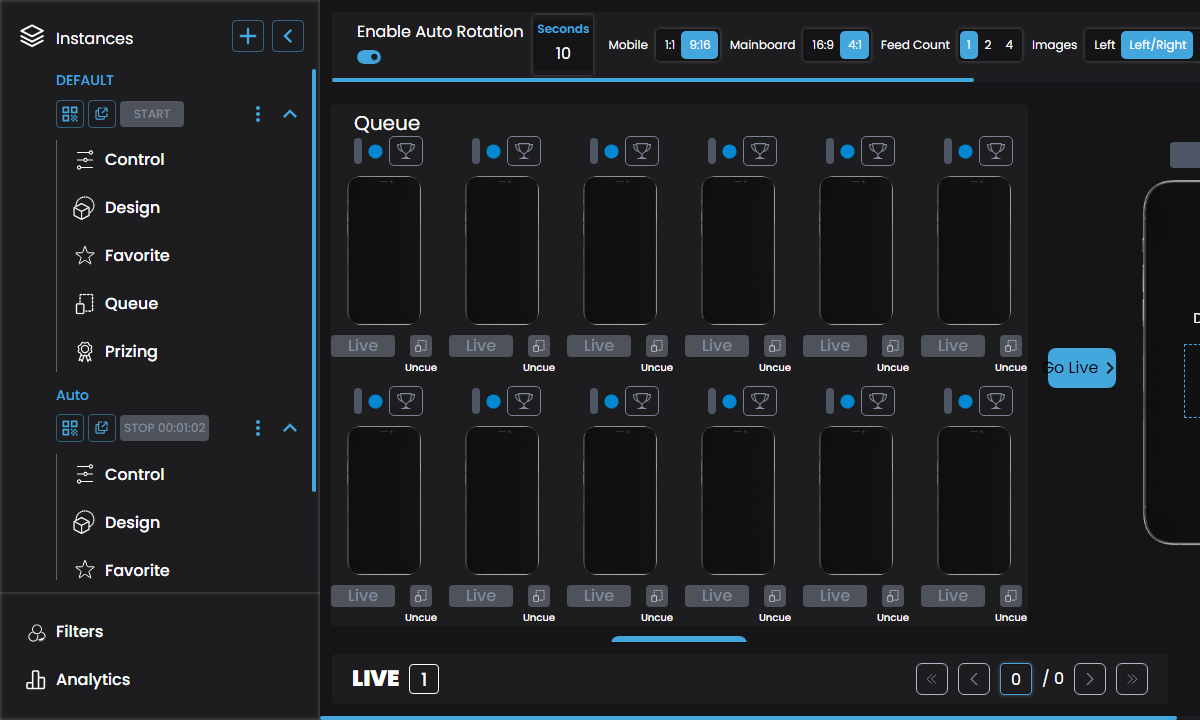 Instances
DEFAULT
START
Control
Design
Favorite
Queue
Prizing
Auto
STOP 00:01:02
Control
Design
Favorite
Filters
Analytics
Enable Auto Rotation
Seconds
10
Mobile 1:1 9:16 Mainboard 16:9 4:1 Feed Count 1 2 4 Images Left Left/Right
Queue
Live Live Live Live Live Live
Uncue Uncue Uncue Uncue Uncue Uncue
Live Live Live Live Live Live
Uncue Uncue Uncue Uncue Uncue Uncue
Go Live
LIVE 1
0 / 0